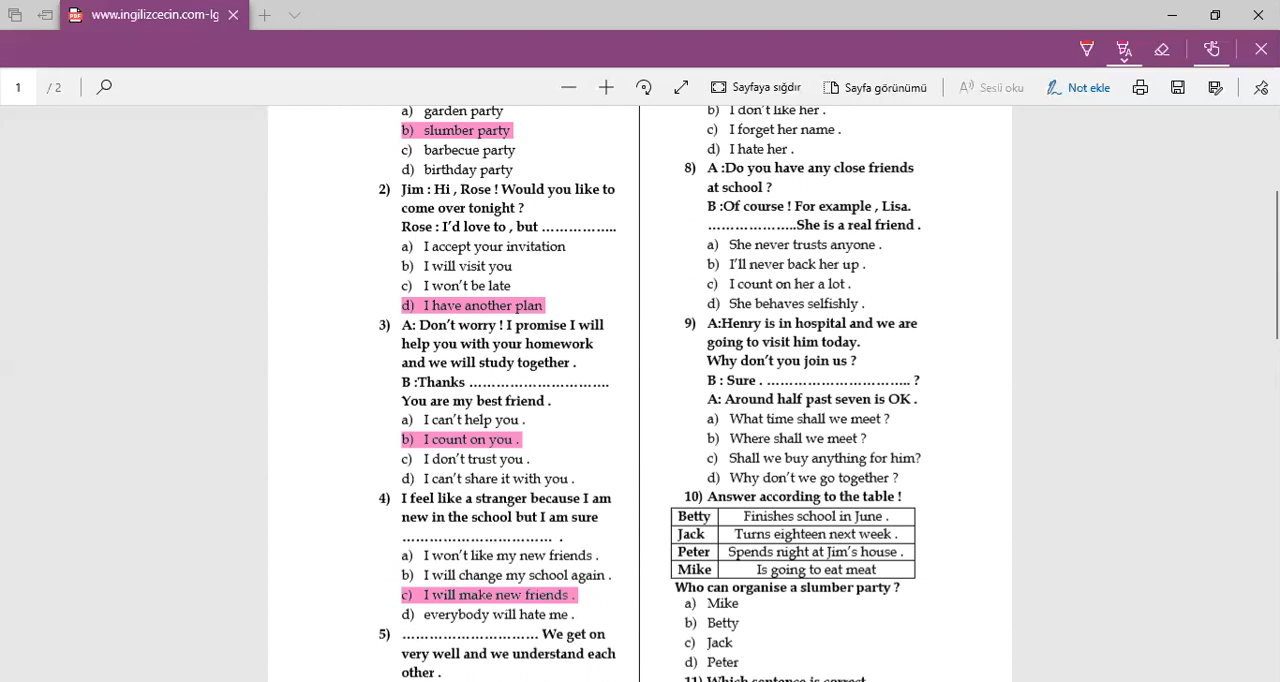 www.ingilizcecin.com-lg
1 / 2
Sayfaya sığdır
Sayfa görünümü
Sesli oku
Not ekle
a) garden party
b) slumber party
c) barbecue party
d) birthday party
2) Jim : Hi , Rose ! Would you like to
come over tonight ?
Rose : I'd love to , but ……………..
a) I accept your invitation
b) I will visit you
c) I won't be late
d) I have another plan
3) A: Don't worry ! I promise I will
help you with your homework
and we will study together .
B :Thanks ………………………….
You are my best friend .
a) I can't help you .
b) I count on you .
c) I don't trust you .
d) I can't share it with you .
4) I feel like a stranger because I am
new in the school but I am sure
…………………………… .
a) I won't like my new friends .
b) I will change my school again .
c) I will make new friends .
d) everybody will hate me .
5) ………………………… We get on
very well and we understand each
other .
b) I don't like her .
c) I forget her name .
d) I hate her .
8) A :Do you have any close friends
at school ?
B :Of course ! For example , Lisa.
………………..She is a real friend .
a) She never trusts anyone .
b) I'll never back her up .
c) I count on her a lot .
d) She behaves selfishly .
9) A:Henry is in hospital and we are
going to visit him today.
Why don't you join us ?
B : Sure . …………………………….. ?
A: Around half past seven is OK .
a) What time shall we meet ?
b) Where shall we meet ?
c) Shall we buy anything for him?
d) Why don't we go together ?
10) Answer according to the table !
Betty Finishes school in June .
Jack Turns eighteen next week .
Peter Spends night at Jim's house .
Mike Is going to eat meat
Who can organise a slumber party ?
a) Mike
b) Betty
c) Jack
d) Peter
11) Which sentence is correct